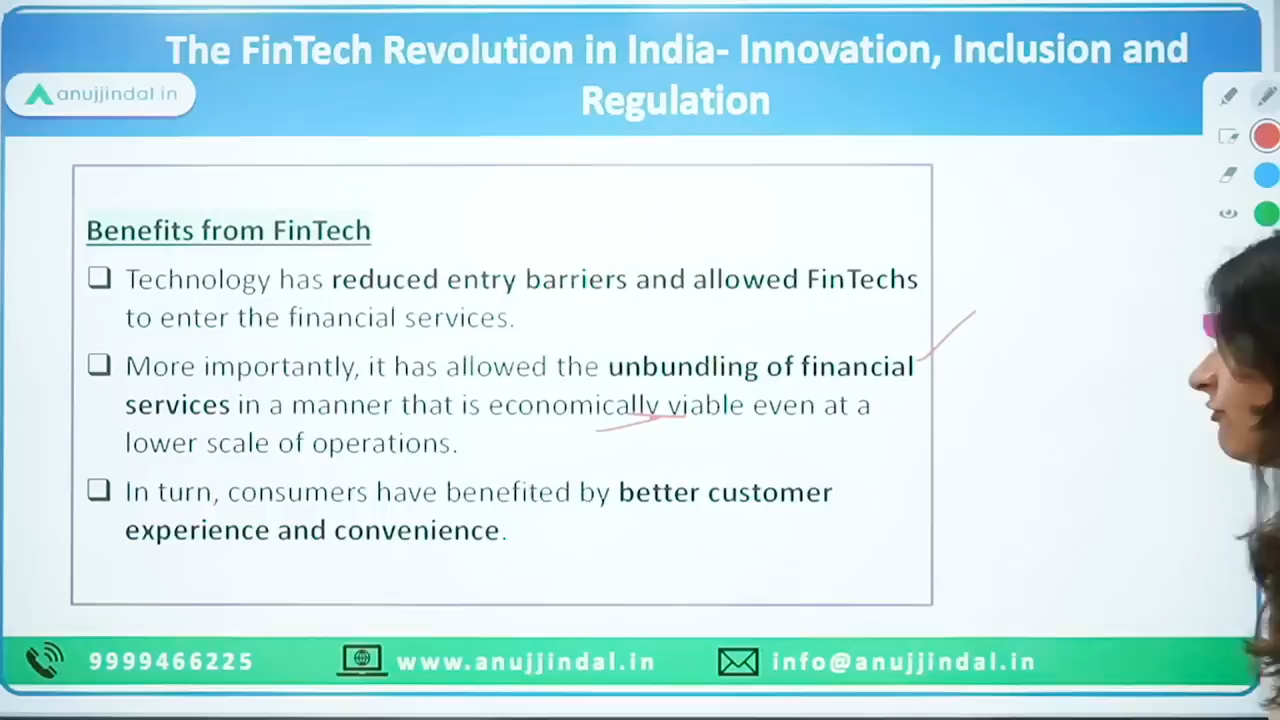 The FinTech Revolution in India- Innovation, Inclusion and
Regulation
anujjindal.in
Benefits from FinTech
Technology has reduced entry barriers and allowed FinTechs
to enter the financial services.
More importantly, it has allowed the unbundling of financial
services in a manner that is economically viable even at a
lower scale of operations.
In turn, consumers have benefited by better customer
experience and convenience.
9999466225
www.anujjindal.in
info@anujjindal.in